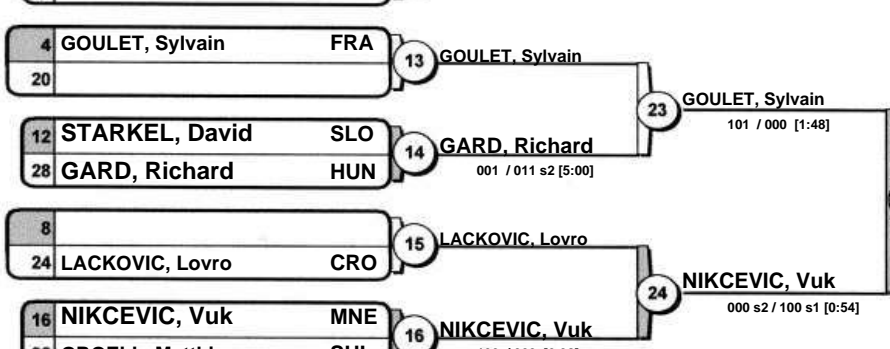 4 GOULET, Sylvain FRA
20
13 GOULET, Sylvain
23 GOULET, Sylvain
101 / 000 [1:48]
12 STARKEL, David SLO
28 GARD, Richard HUN
14 GARD, Richard
001 / 011 s2 [5:00]
8
24 LACKOVIC, Lovro CRO
15 LACKOVIC, Lovro
24 NIKCEVIC, Vuk
000 s2 / 100 s1 [0:54]
16 NIKCEVIC, Vuk MNE
16 NIKCEVIC, Vuk